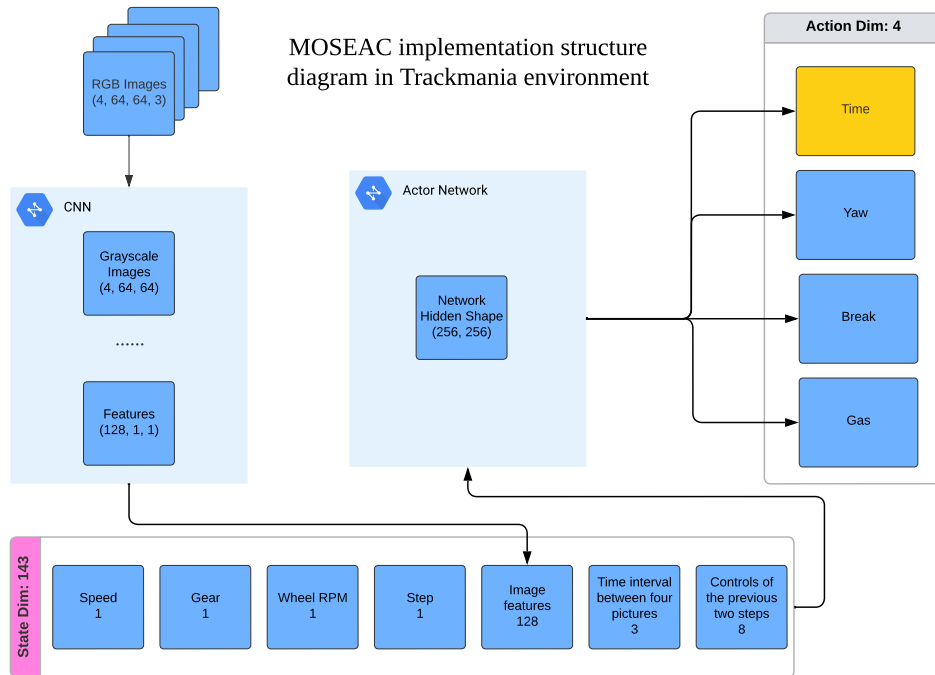 MOSEAC implementation structure
diagram in Trackmania environment
RGB Images
(4, 64, 64, 3)
CNN
Grayscale
Images
(4, 64, 64)
......
Features
(128, 1, 1)
Actor Network
Network
Hidden Shape
(256, 256)
Action Dim: 4
Time
Yaw
Break
Gas
State Dim: 143
Speed
1
Gear
1
Wheel RPM
1
Step
1
Image
features
128
Time interval
between four
pictures
3
Controls of
the previous
two steps
8